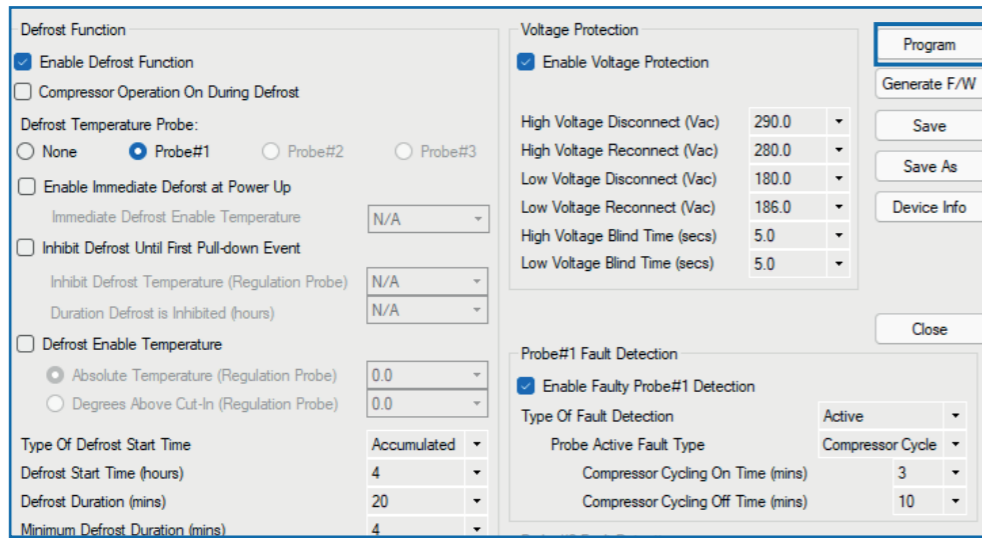 Defrost Function
Enable Defrost Function
Compressor Operation On During Defrost
Defrost Temperature Probe:
None Probe#1 Probe#2 Probe#3
Enable Immediate Deforst at Power Up
Immediate Defrost Enable Temperature N/A
Inhibit Defrost Until First Pull-down Event
Inhibit Defrost Temperature (Regulation Probe) N/A
Duration Defrost is Inhibited (hours) N/A
Defrost Enable Temperature
Absolute Temperature (Regulation Probe) 0.0
Degrees Above Cut-In (Regulation Probe) 0.0
Type Of Defrost Start Time Accumulated
Defrost Start Time (hours) 4
Defrost Duration (mins) 20
Minimum Defrost Duration (mins) 4
Voltage Protection
Enable Voltage Protection
High Voltage Disconnect (Vac) 290.0
High Voltage Reconnect (Vac) 280.0
Low Voltage Disconnect (Vac) 180.0
Low Voltage Reconnect (Vac) 186.0
High Voltage Blind Time (secs) 5.0
Low Voltage Blind Time (secs) 5.0
Probe#1 Fault Detection
Enable Faulty Probe#1 Detection
Type Of Fault Detection Active
Probe Active Fault Type Compressor Cycle
Compressor Cycling On Time (mins) 3
Compressor Cycling Off Time (mins) 10
Program
Generate F/W
Save
Save As
Device Info
Close